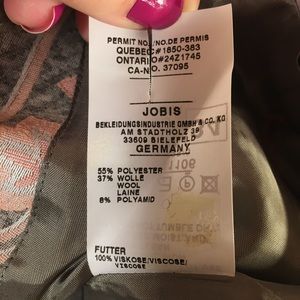 PERMIT NO./NO.DE PERMIS
QUEBEC#1850-383
ONTARIO#24Z1745
CA-NO. 37095
JOBIS
BEKLEIDUNGSINDUSTRIE GMBH & CO. KG
AM STADTHOLZ 39
33609 BIELEFELD
GERMANY
55% POLYESTER
37% WOLLE
WOOL
LAINE
8% POLYAMID
FUTTER
100% VISKOSE/VISCOSE/
VISCOSE